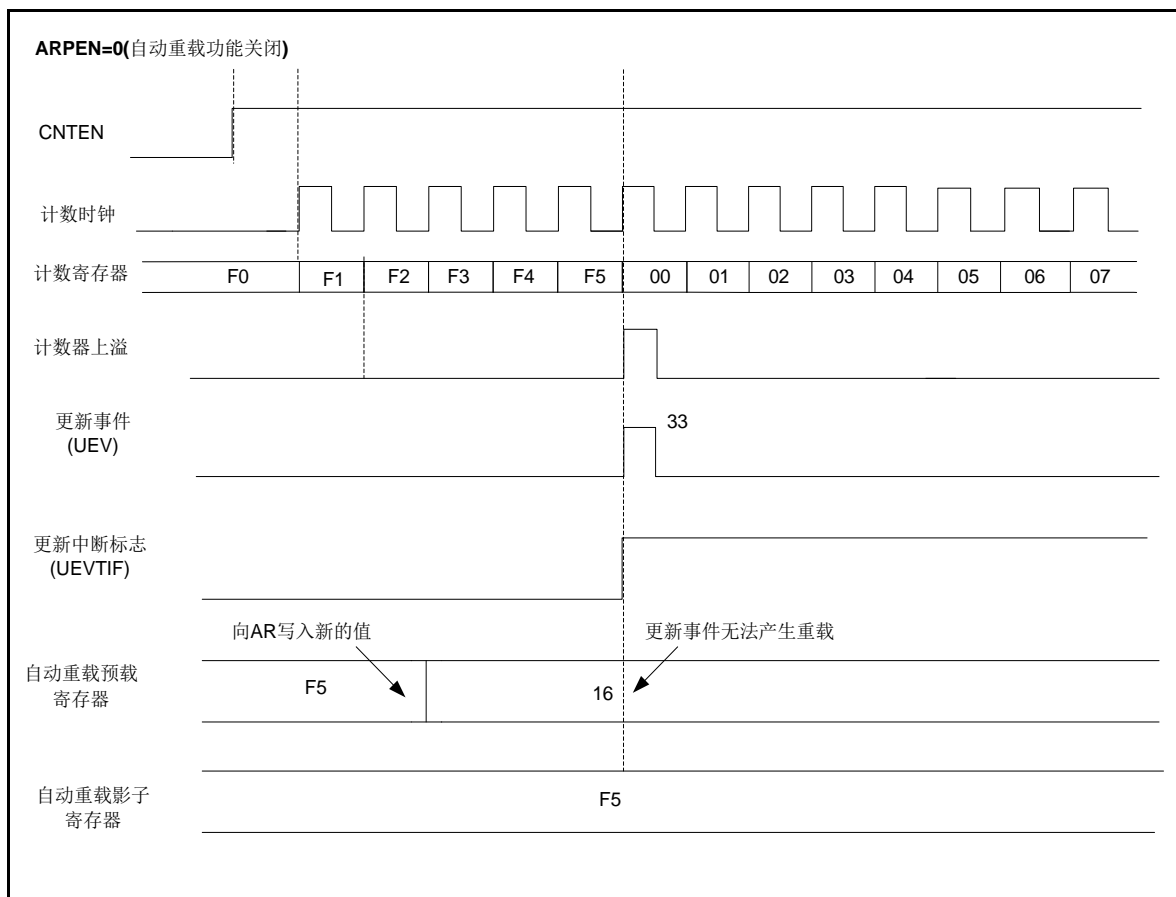 ARPEN=0(自动重载功能关闭)
CNTEN
计数时钟
计数寄存器
F0 F1 F2 F3 F4 F5 00 01 02 03 04 05 06 07
计数器上溢
更新事件
(UEV)
33
更新中断标志
(UEVTIF)
向AR写入新的值
更新事件无法产生重载
自动重载预载
寄存器
F5
16
自动重载影子
寄存器
F5